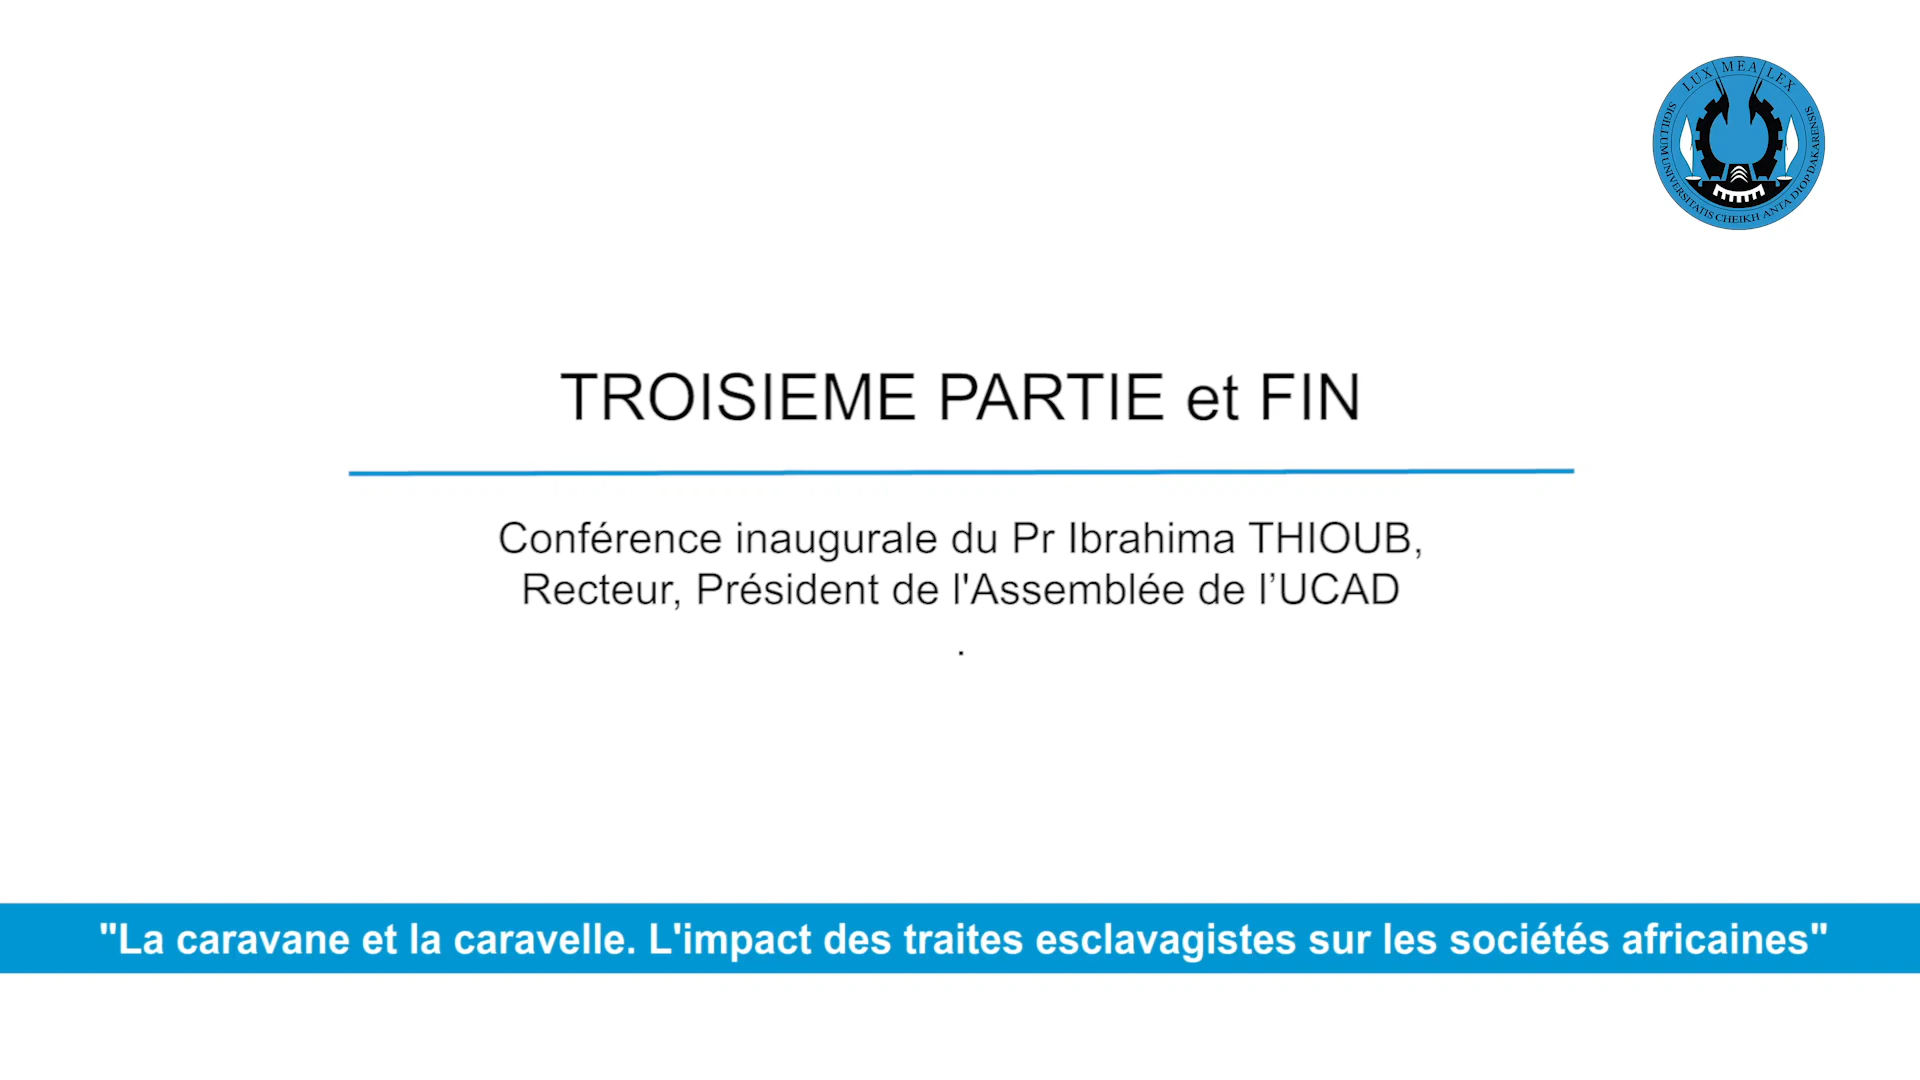 LUX MEA LEX
SIGILLUM UNIVERSITATIS CHEIKH ANTA DIOP DAKARENSIS
TROISIEME PARTIE et FIN
Conférence inaugurale du Pr Ibrahima THIOUB,
Recteur, Président de l'Assemblée de l’UCAD
.
"La caravane et la caravelle. L'impact des traites esclavagistes sur les sociétés africaines"